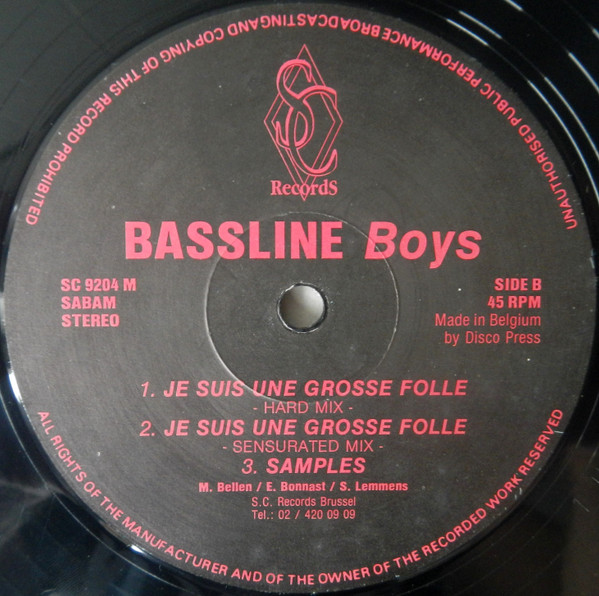 UNAUTHORISED PUBLIC PERFORMANCE BROADCASTINGAND COPYING OF THIS RECORD PROHIBITED
SC
RecordS
BASSLINE Boys
SC 9204 M
SABAM
STEREO
SIDE B
45 RPM
Made in Belgium
by Disco Press
1. JE SUIS UNE GROSSE FOLLE
- HARD MIX -
2. JE SUIS UNE GROSSE FOLLE
- SENSURATED MIX -
3. SAMPLES
M. Bellen / E. Bonnast / S. Lemmens
S.C. Records Brussel
Tel.: 02 / 420 09 09
ALL RIGHTS OF THE MANUFACTURER AND OF THE OWNER OF THE RECORDED WORK RESERVED